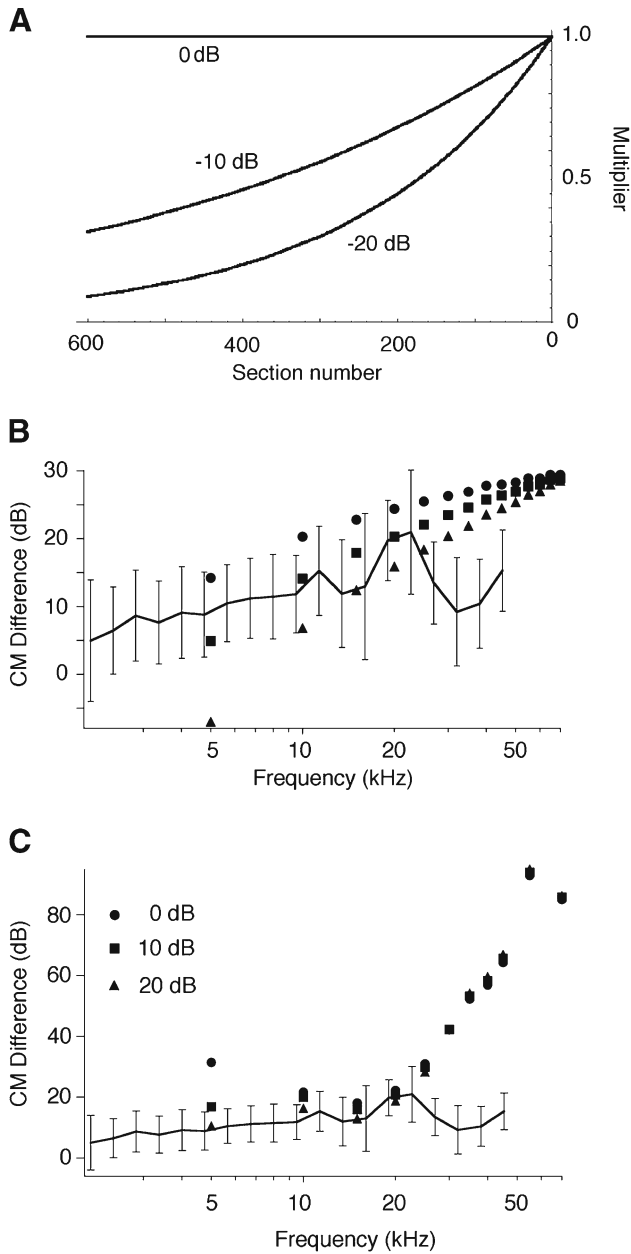 A
1.0
0 dB
-10 dB
0.5
Multiplier
-20 dB
0
600
400
200
0
Section number
B
30
20
10
0
CM Difference (dB)
5
10
20
50
Frequency (kHz)
C
0 dB
10 dB
20 dB
80
60
40
20
0
CM Difference (dB)
5
10
20
50
Frequency (kHz)